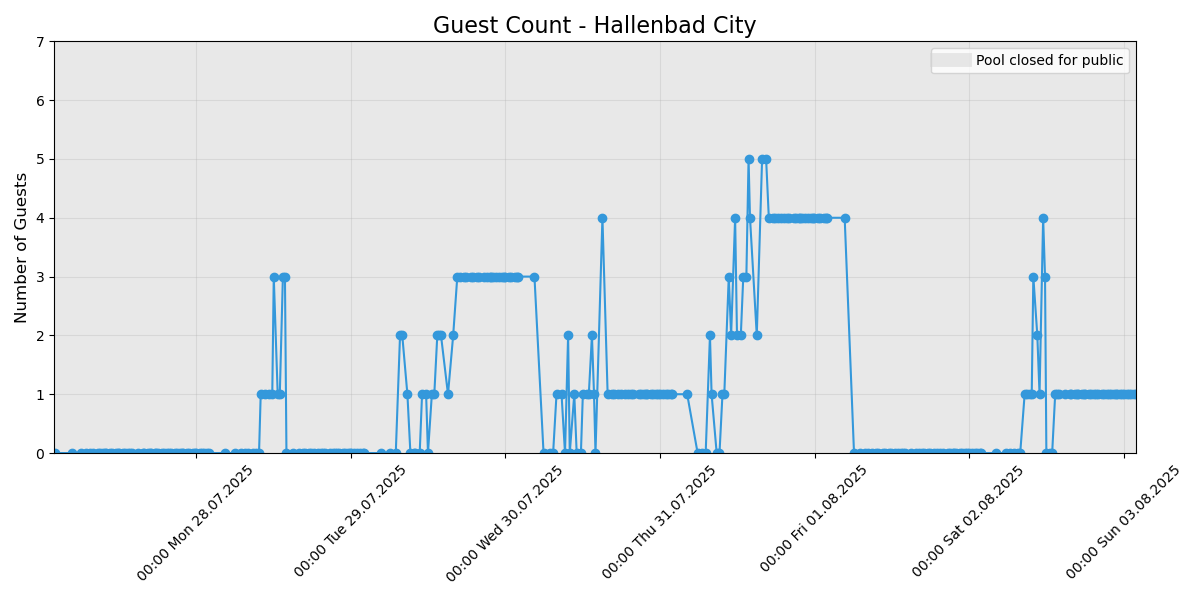 Guest Count - Hallenbad City
Pool closed for public
Number of Guests
7
6
5
4
3
2
1
0
00:00 Mon 28.07.2025
00:00 Tue 29.07.2025
00:00 Wed 30.07.2025
00:00 Thu 31.07.2025
00:00 Fri 01.08.2025
00:00 Sat 02.08.2025
00:00 Sun 03.08.2025